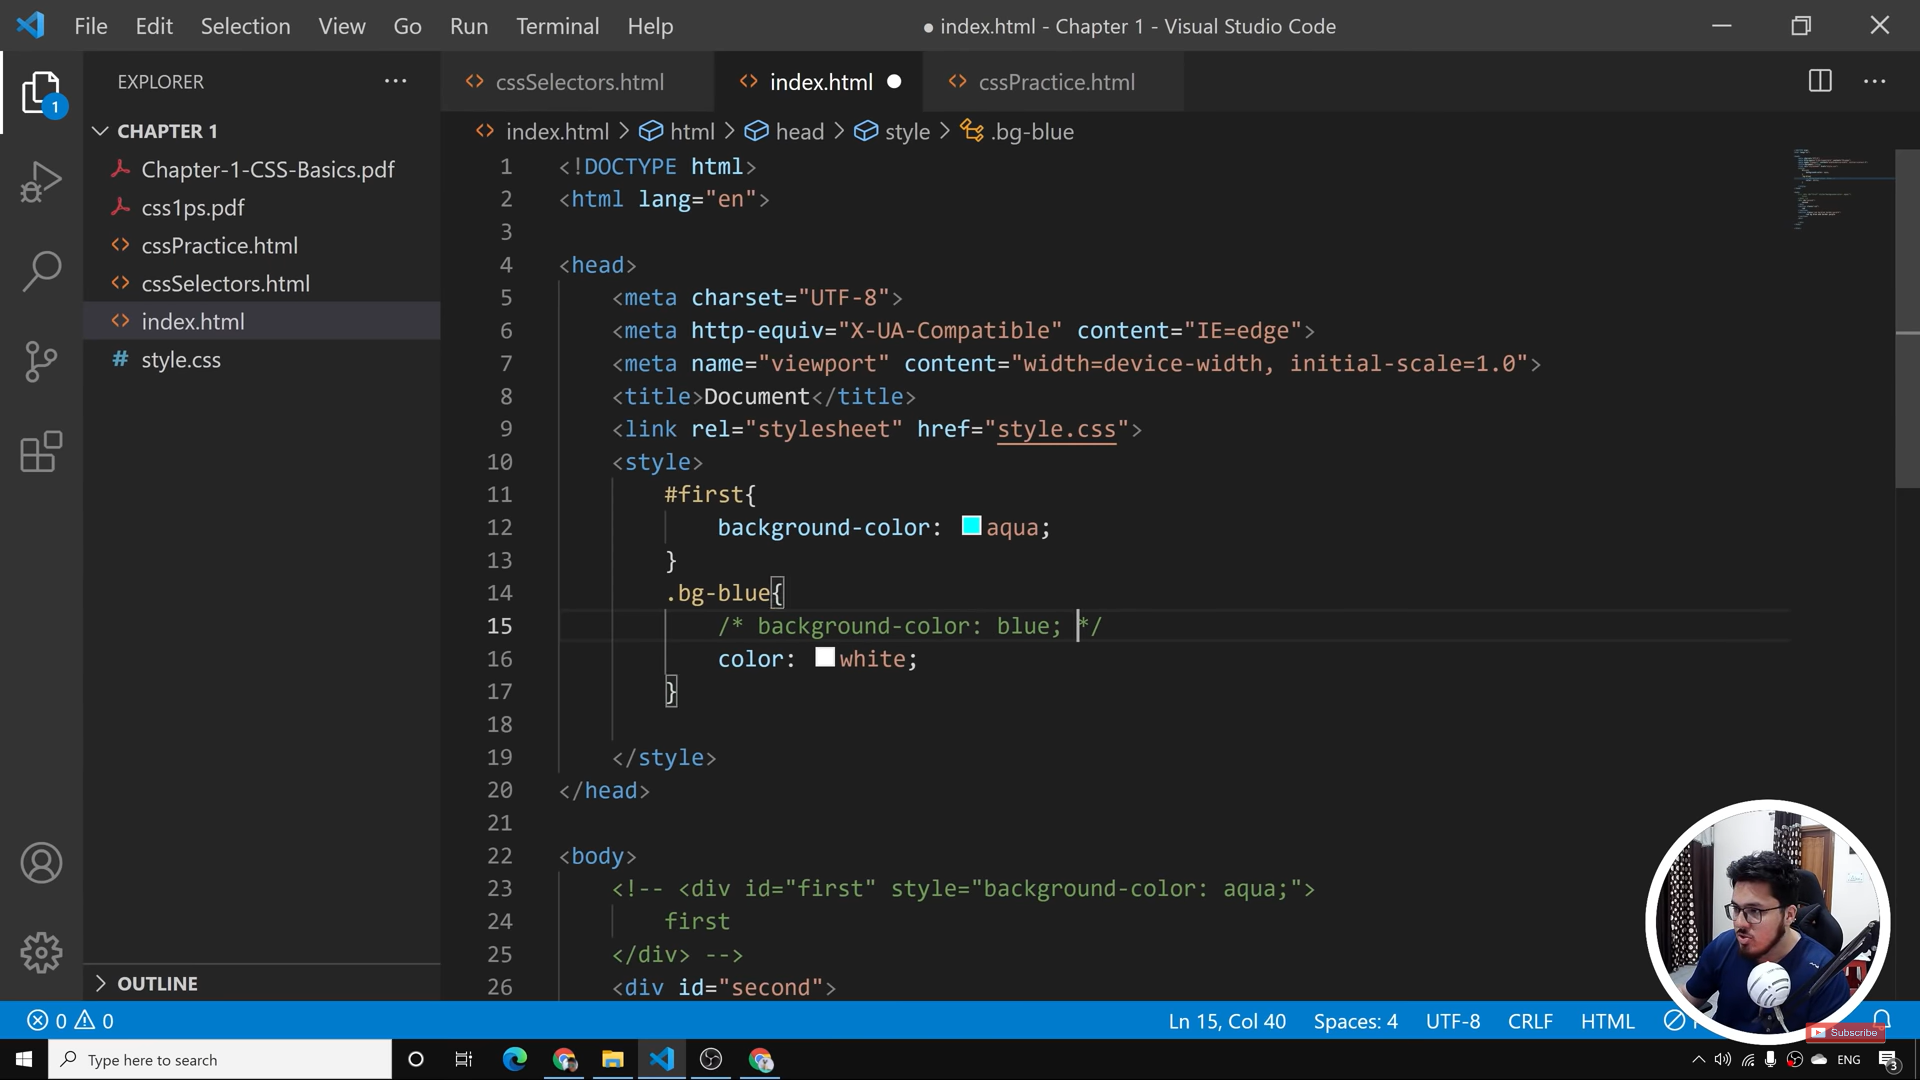 File Edit Selection View Go Run Terminal Help
● index.html - Chapter 1 - Visual Studio Code
EXPLORER
1
CHAPTER 1
Chapter-1-CSS-Basics.pdf
css1ps.pdf
cssPractice.html
cssSelectors.html
index.html
style.css
OUTLINE
cssSelectors.html index.html cssPractice.html
index.html > html > head > style > .bg-blue
1 <!DOCTYPE html>
2 <html lang="en">
3
4 <head>
5 <meta charset="UTF-8">
6 <meta http-equiv="X-UA-Compatible" content="IE=edge">
7 <meta name="viewport" content="width=device-width, initial-scale=1.0">
8 <title>Document</title>
9 <link rel="stylesheet" href="style.css">
10 <style>
11 #first{
12 background-color: aqua;
13 }
14 .bg-blue{
15 /* background-color: blue; */
16 color: white;
17 }
18
19 </style>
20 </head>
21
22 <body>
23 <!-- <div id="first" style="background-color: aqua;">
24 first
25 </div> -->
26 <div id="second">
0 0
Ln 15, Col 40 Spaces: 4 UTF-8 CRLF HTML
Subscribe
Type here to search
ENG
3